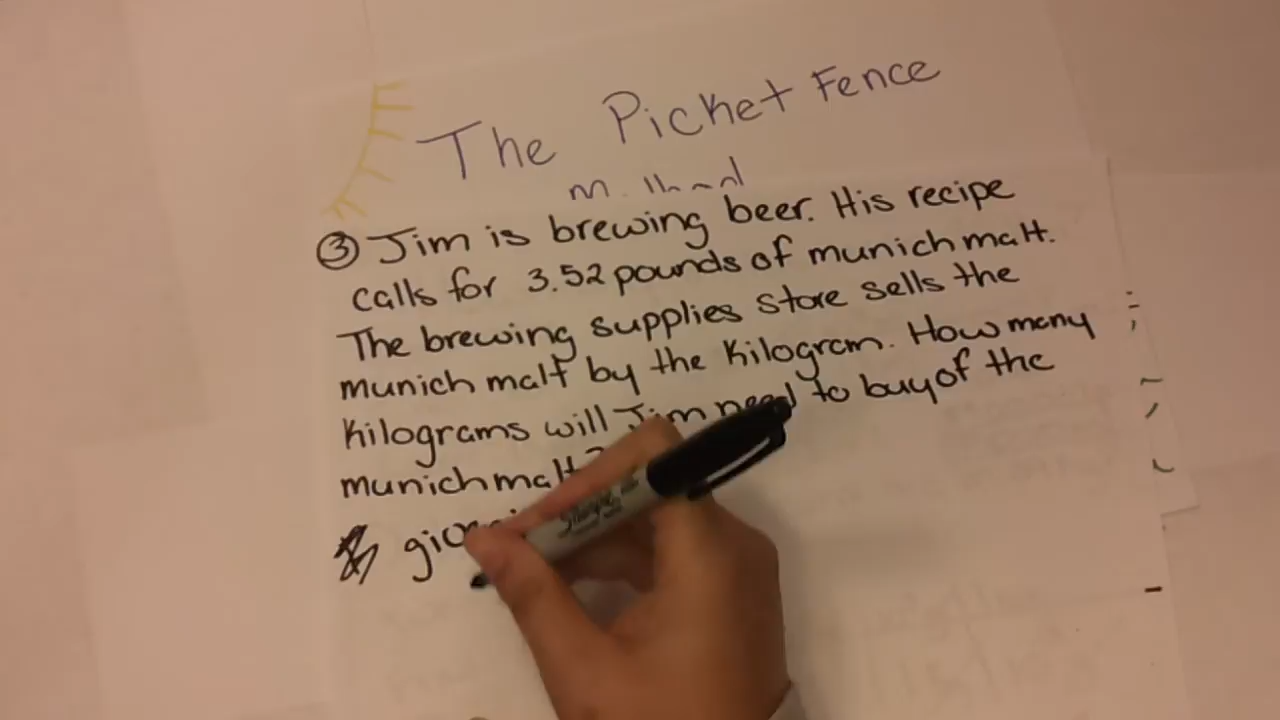 The Picket Fence
③ Jim is brewing beer. His recipe
calls for 3.52 pounds of munich malt.
The brewing supplies store sells the
munich malt by the kilogram. How many
kilograms will Jim need to buy of the
munich malt?
Sharpie